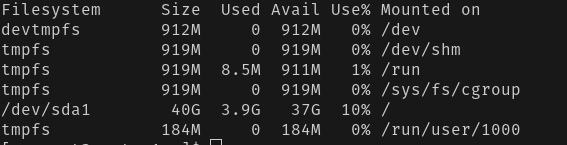 Filesystem      Size  Used Avail Use% Mounted on
devtmpfs        912M     0  912M   0% /dev
tmpfs           919M     0  919M   0% /dev/shm
tmpfs           919M  8.5M  911M   1% /run
tmpfs           919M     0  919M   0% /sys/fs/cgroup
/dev/sda1        40G  3.9G   37G  10% /
tmpfs           184M     0  184M   0% /run/user/1000